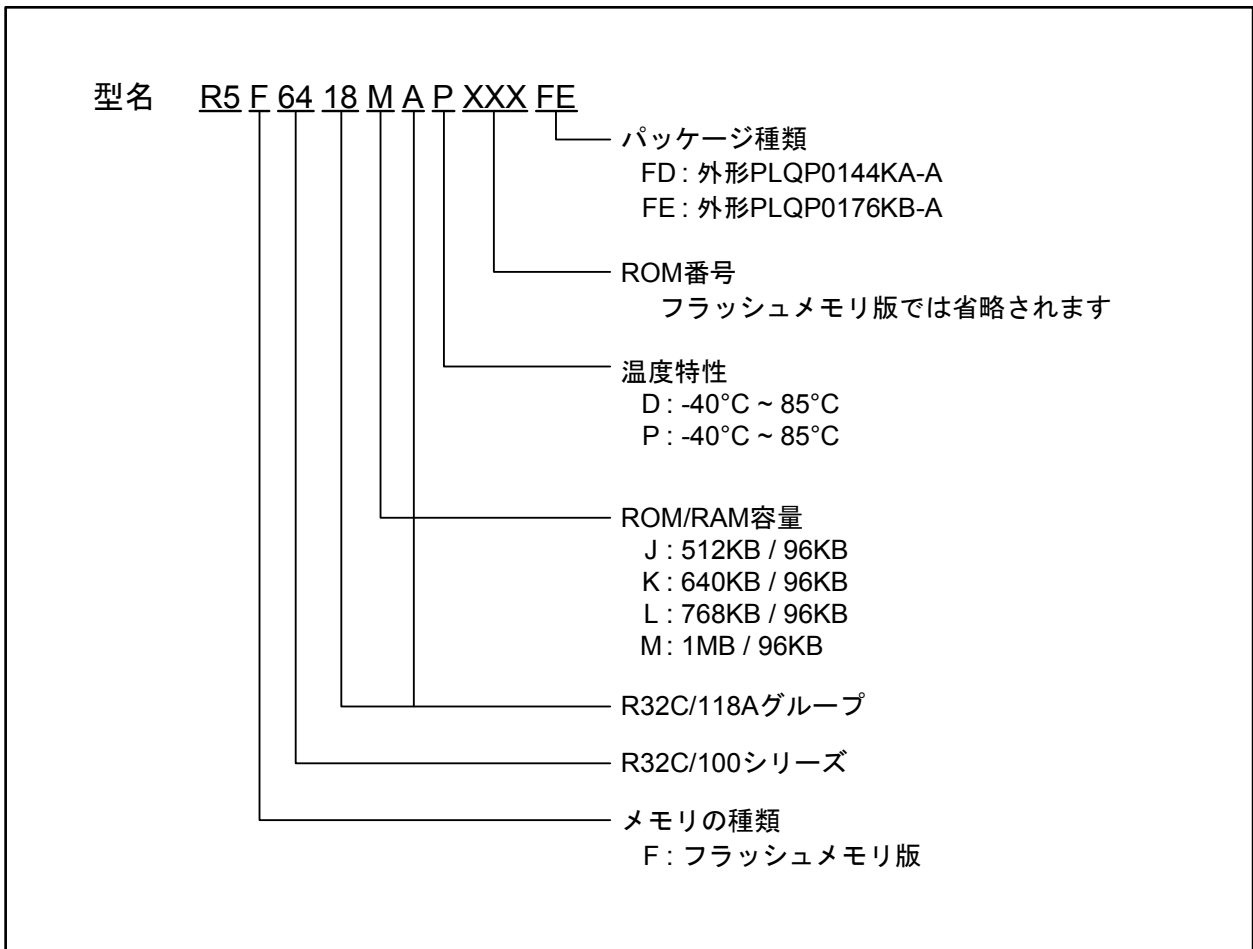 型名 R5 F 64 18 M A P XXX FE
パッケージ種類
FD : 外形PLQP0144KA-A
FE : 外形PLQP0176KB-A
ROM番号
フラッシュメモリ版では省略されます
温度特性
D : -40°C ~ 85°C
P : -40°C ~ 85°C
ROM/RAM容量
J : 512KB / 96KB
K : 640KB / 96KB
L : 768KB / 96KB
M : 1MB / 96KB
R32C/118Aグループ
R32C/100シリーズ
メモリの種類
F : フラッシュメモリ版